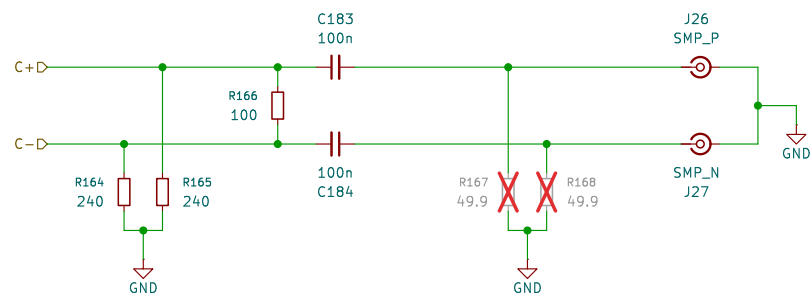 C183
100n
J26
SMP_P
C+
R166
100
C-
100n
C184
SMP_N
J27
GND
R164
240
R165
240
R167
49.9
R168
49.9
GND
GND